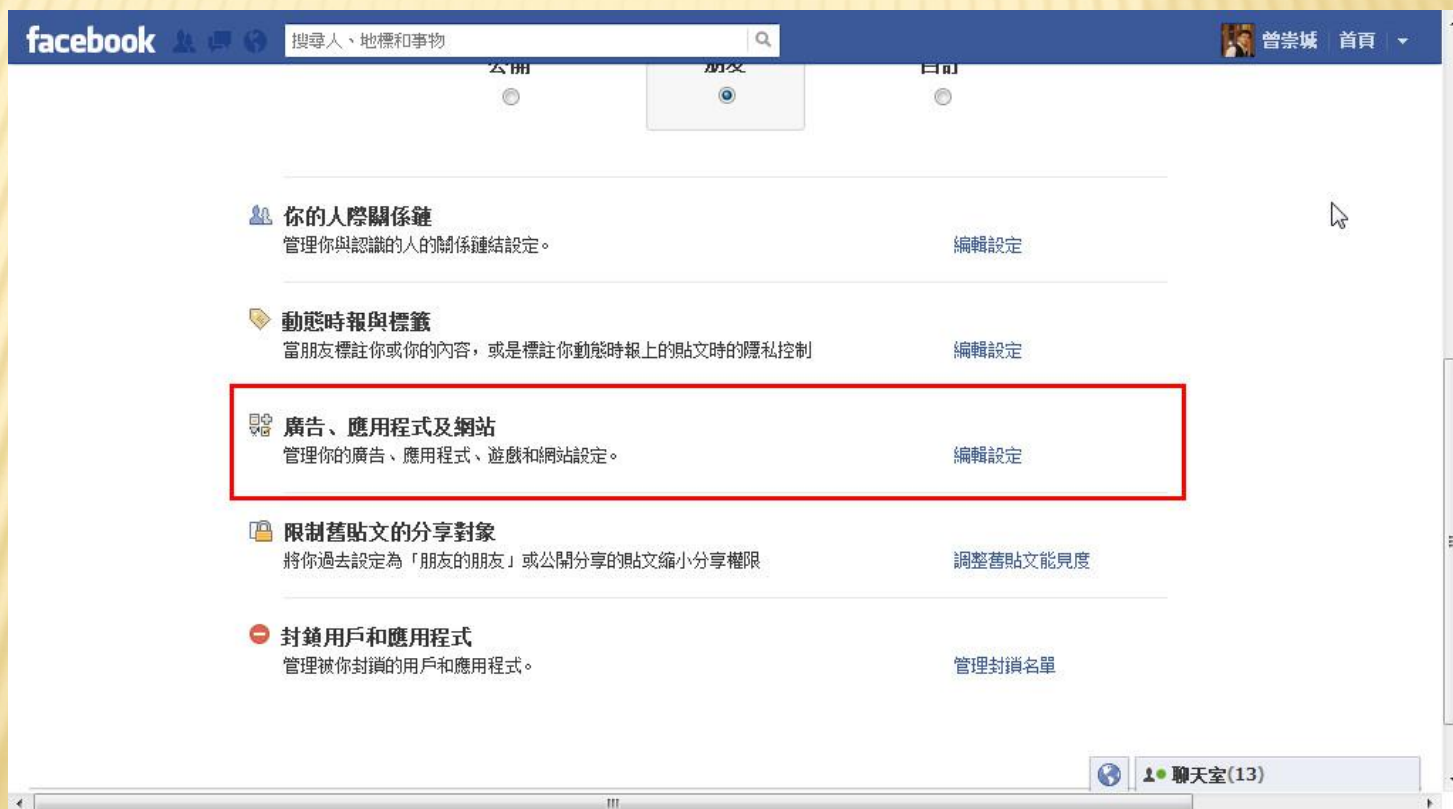 facebook
搜尋人、地標和事物
曾崇城 首頁
公開 朋友 自訂
你的人際關係鏈
管理你與認識的人的關係鏈結設定。 編輯設定
動態時報與標籤
當朋友標註你或你的內容，或是標註你動態時報上的貼文時的隱私控制 編輯設定
廣告、應用程式及網站
管理你的廣告、應用程式、遊戲和網站設定。 編輯設定
限制舊貼文的分享對象
將你過去設定為「朋友的朋友」或公開分享的貼文縮小分享權限 調整舊貼文能見度
封鎖用戶和應用程式
管理被你封鎖的用戶和應用程式。 管理封鎖名單
聊天室(13)